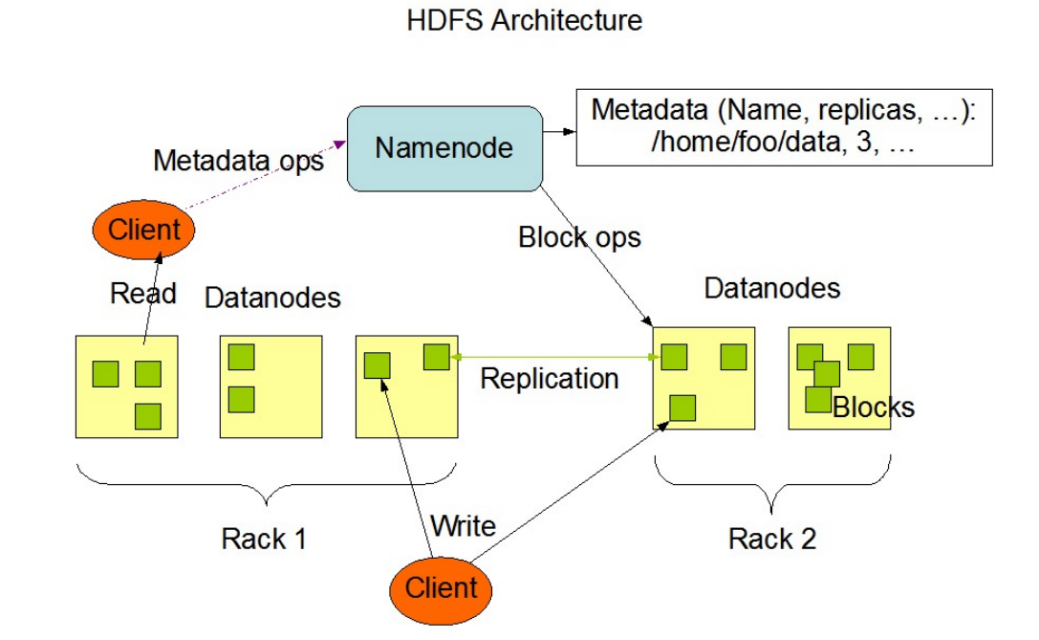 HDFS Architecture
Metadata (Name, replicas, …):
/home/foo/data, 3, …
Namenode
Metadata ops
Client
Block ops
Read
Datanodes
Datanodes
Replication
Blocks
Rack 1
Write
Rack 2
Client